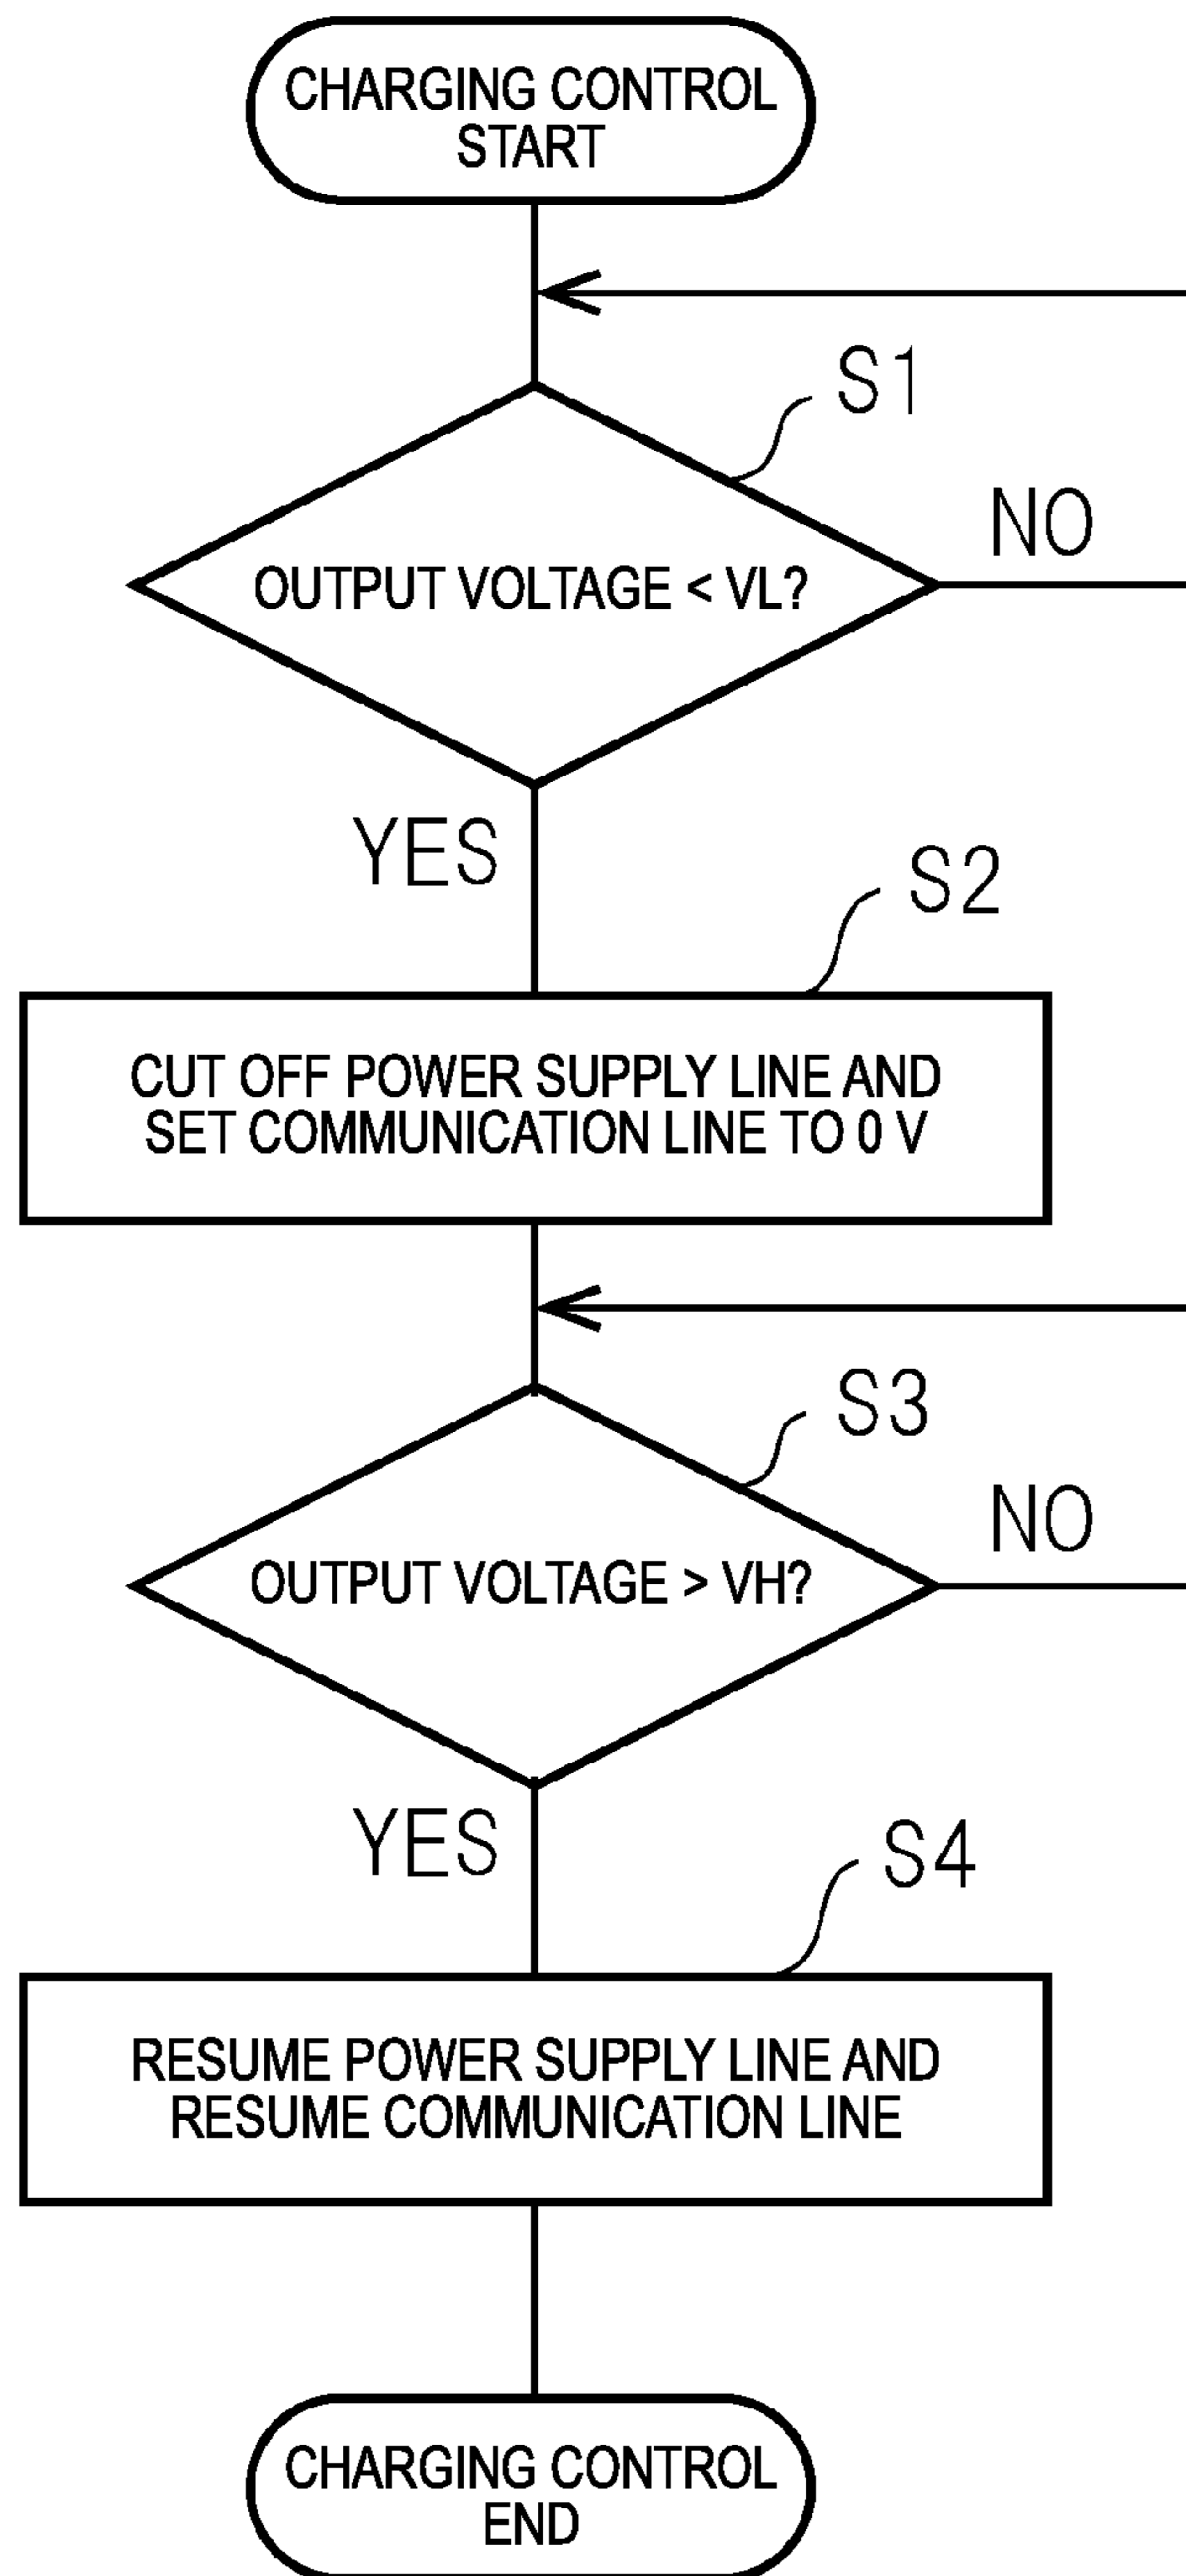 CHARGING CONTROL
START
S1
NO
OUTPUT VOLTAGE < VL?
YES
S2
CUT OFF POWER SUPPLY LINE AND
SET COMMUNICATION LINE TO 0 V
S3
NO
OUTPUT VOLTAGE > VH?
YES
S4
RESUME POWER SUPPLY LINE AND
RESUME COMMUNICATION LINE
CHARGING CONTROL
END